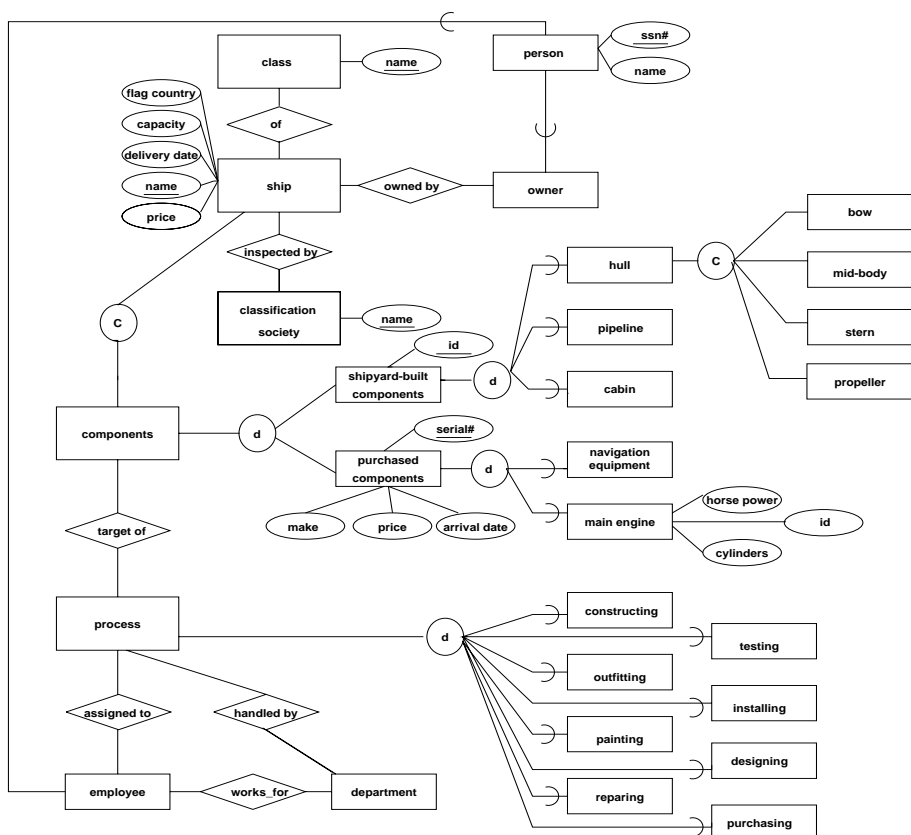 ssn#
person
class
name
name
flag country
capacity
of
delivery date
ship
owned by
owner
name
price
bow
inspected by
hull
C
mid-body
classification
society
name
C
id
pipeline
stern
shipyard-built
components
d
cabin
propeller
components
d
serial#
purchased
components
d
navigation
equipment
horse power
make
price
arrival date
main engine
id
target of
cylinders
process
constructing
d
testing
outfitting
assigned to
handled by
installing
painting
designing
employee
works_for
department
reparing
purchasing